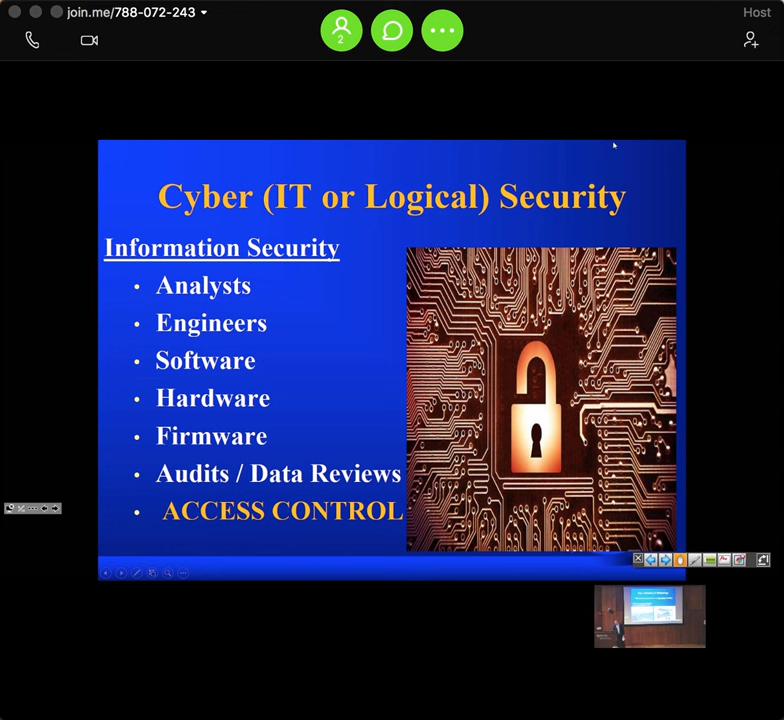 join.me/788-072-243
Host
2
Cyber (IT or Logical) Security
Information Security
• Analysts
• Engineers
• Software
• Hardware
• Firmware
• Audits / Data Reviews
• ACCESS CONTROL